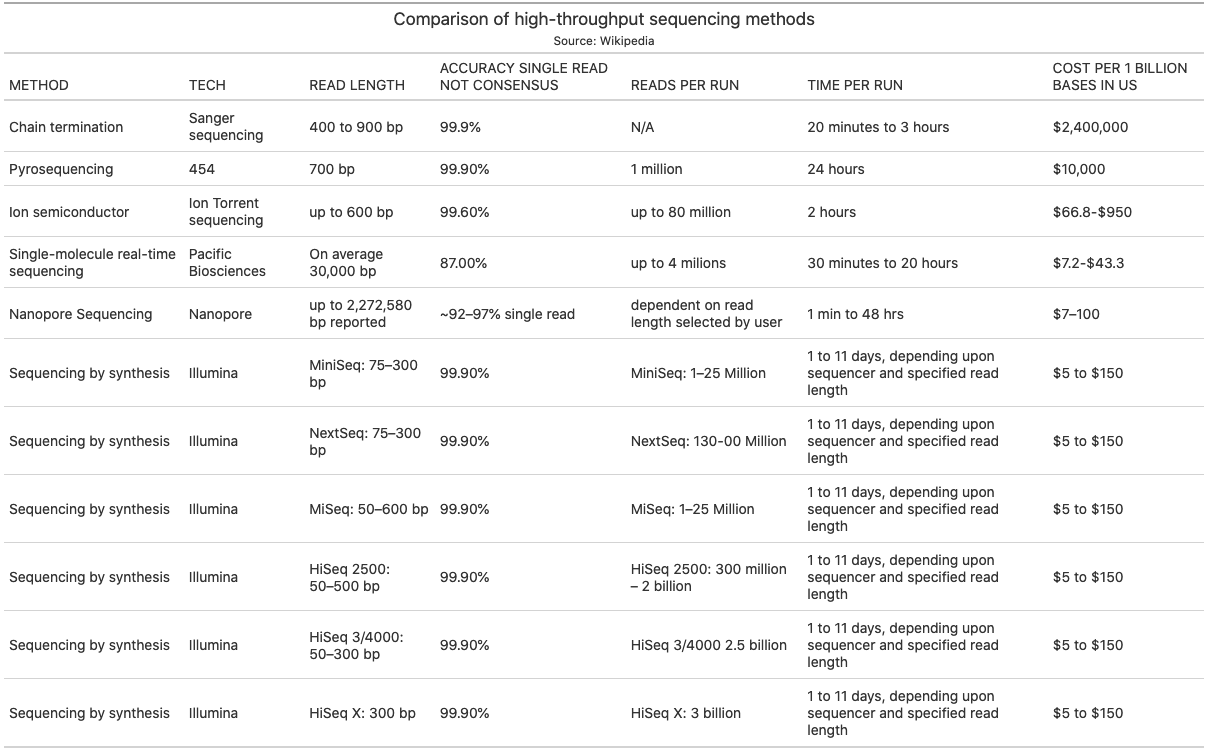 Comparison of high-throughput sequencing methods
Source: Wikipedia
METHOD TECH READ LENGTH ACCURACY SINGLE READ NOT CONSENSUS READS PER RUN TIME PER RUN COST PER 1 BILLION BASES IN US
Chain termination Sanger sequencing 400 to 900 bp 99.9% N/A 20 minutes to 3 hours $2,400,000
Pyrosequencing 454 700 bp 99.90% 1 million 24 hours $10,000
Ion semiconductor Ion Torrent sequencing up to 600 bp 99.60% up to 80 million 2 hours $66.8-$950
Single-molecule real-time sequencing Pacific Biosciences On average 30,000 bp 87.00% up to 4 milions 30 minutes to 20 hours $7.2-$43.3
Nanopore Sequencing Nanopore up to 2,272,580 bp reported ~92–97% single read dependent on read length selected by user 1 min to 48 hrs $7–100
Sequencing by synthesis Illumina MiniSeq: 75–300 bp 99.90% MiniSeq: 1–25 Million 1 to 11 days, depending upon sequencer and specified read length $5 to $150
Sequencing by synthesis Illumina NextSeq: 75–300 bp 99.90% NextSeq: 130-00 Million 1 to 11 days, depending upon sequencer and specified read length $5 to $150
Sequencing by synthesis Illumina MiSeq: 50–600 bp 99.90% MiSeq: 1–25 Million 1 to 11 days, depending upon sequencer and specified read length $5 to $150
Sequencing by synthesis Illumina HiSeq 2500: 50–500 bp 99.90% HiSeq 2500: 300 million – 2 billion 1 to 11 days, depending upon sequencer and specified read length $5 to $150
Sequencing by synthesis Illumina HiSeq 3/4000: 50–300 bp 99.90% HiSeq 3/4000 2.5 billion 1 to 11 days, depending upon sequencer and specified read length $5 to $150
Sequencing by synthesis Illumina HiSeq X: 300 bp 99.90% HiSeq X: 3 billion 1 to 11 days, depending upon sequencer and specified read length $5 to $150